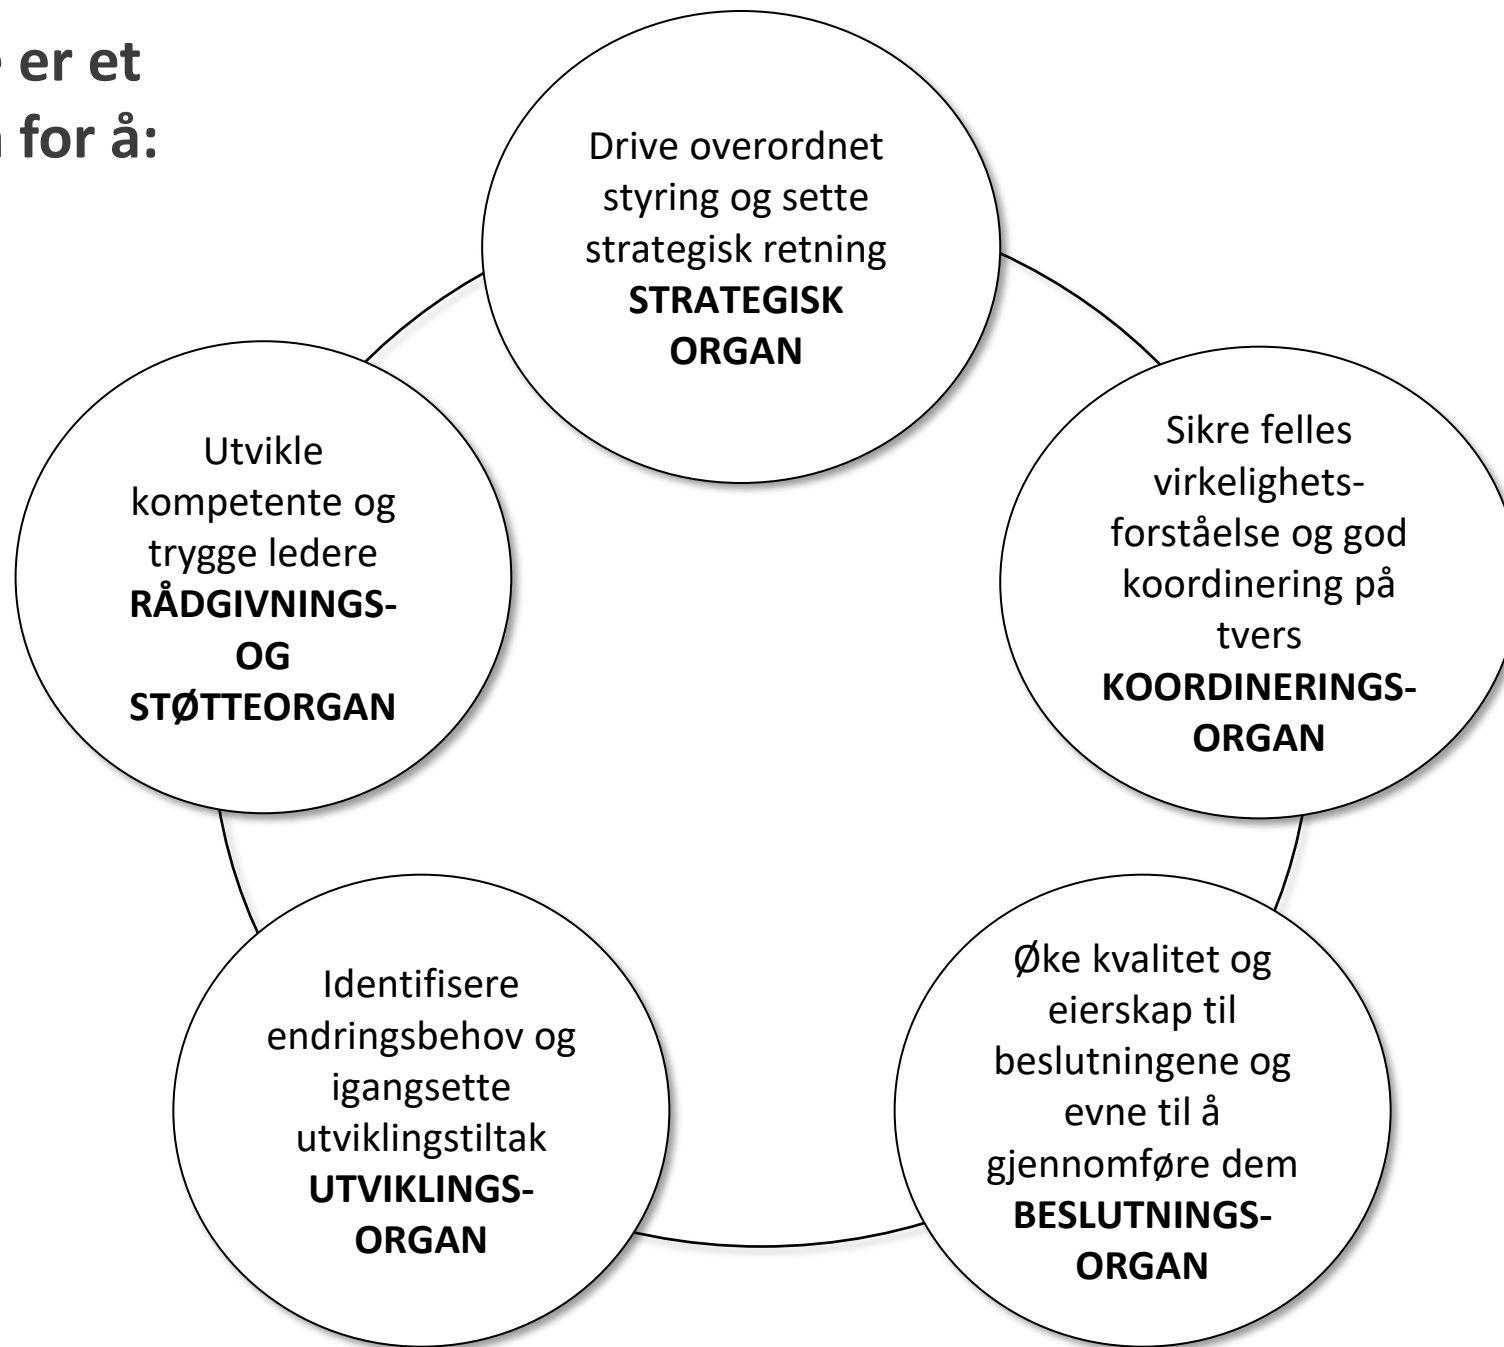 er et
for å:
Drive overordnet
styring og sette
strategisk retning
STRATEGISK
ORGAN
Sikre felles
virkelighets-
forståelse og god
koordinering på
tvers
KOORDINERINGS-
ORGAN
Øke kvalitet og
eierskap til
beslutningene og
evne til å
gjennomføre dem
BESLUTNINGS-
ORGAN
Identifisere
endringsbehov og
igangsette
utviklingstiltak
UTVIKLINGS-
ORGAN
Utvikle
kompetente og
trygge ledere
RÅDGIVNINGS-
OG
STØTTEORGAN